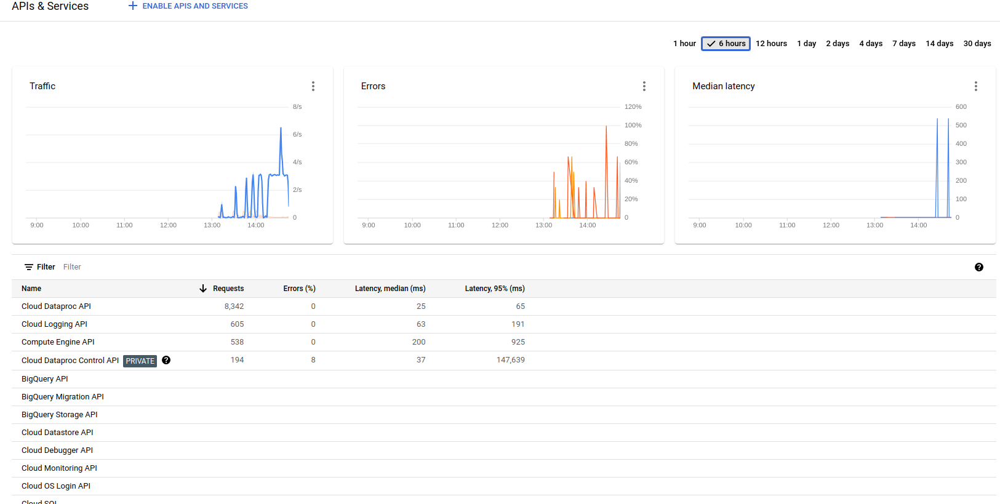 APIs & Services
ENABLE APIS AND SERVICES
1 hour 6 hours 12 hours 1 day 2 days 4 days 7 days 14 days 30 days
Traffic
8/s
6/s
4/s
2/s
0
9:00 10:00 11:00 12:00 13:00 14:00
Errors
120%
100%
80%
60%
40%
20%
0
9:00 10:00 11:00 12:00 13:00 14:00
Median latency
600
500
400
300
200
100
0
9:00 10:00 11:00 12:00 13:00 14:00
Filter Filter
Name Requests Errors (%) Latency, median (ms) Latency, 95% (ms)
Cloud Dataproc API 8,342 0 25 65
Cloud Logging API 605 0 63 191
Compute Engine API 538 0 200 925
Cloud Dataproc Control API PRIVATE 194 8 37 147,639
BigQuery API
BigQuery Migration API
BigQuery Storage API
Cloud Datastore API
Cloud Debugger API
Cloud Monitoring API
Cloud OS Login API
Cloud SQL